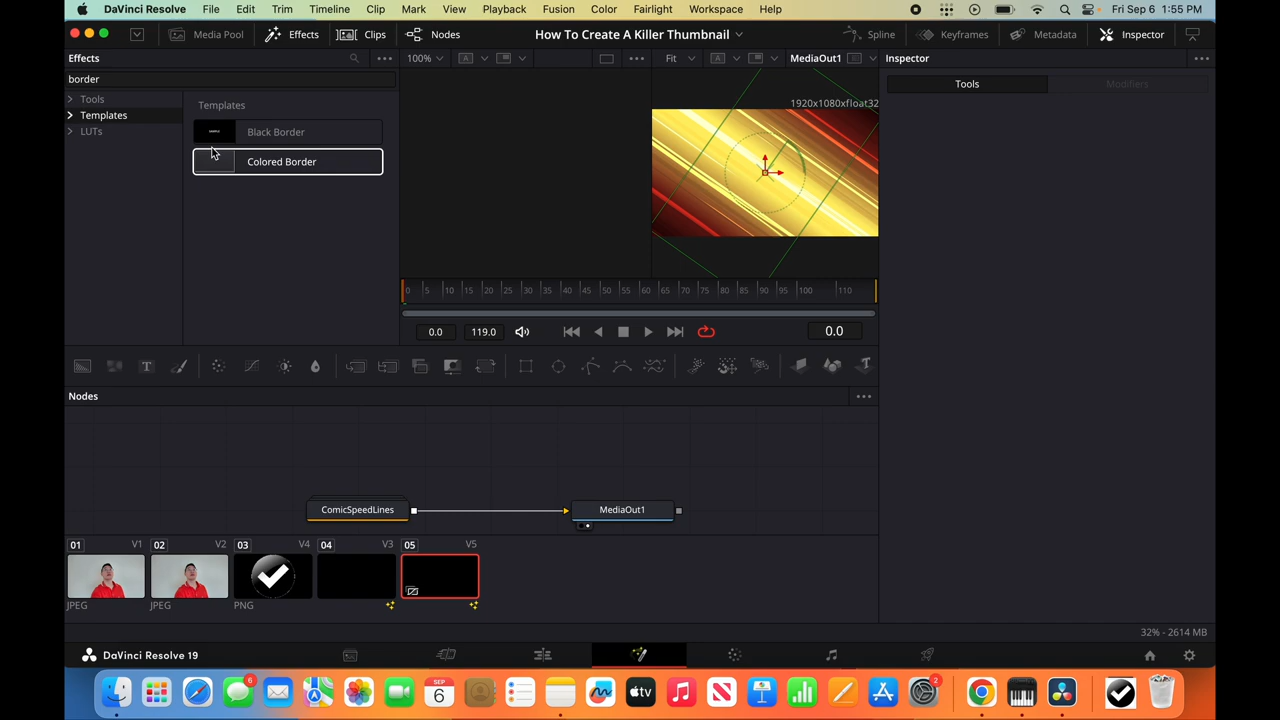 DaVinci Resolve File Edit Trim Timeline Clip Mark View Playback Fusion Color Fairlight Workspace Help Fri Sep 6 1:55 PM
Media Pool Effects Clips Nodes How To Create A Killer Thumbnail Spline Keyframes Metadata Inspector
Effects 100% Fit MediaOut1 Inspector
border
Tools Modifiers
Tools
Templates
LUTs
Templates
Black Border
Colored Border
1920x1080xfloat32
0 5 10 15 20 25 30 35 40 45 50 55 60 65 70 75 80 85 90 95 100 110
0.0 119.0 0.0
Nodes
ComicSpeedLines MediaOut1
01 V1 02 V2 03 V4 04 V3 05 V5
JPEG JPEG PNG
32% - 2614 MB
DaVinci Resolve 19
6 SEP 6 tv 2